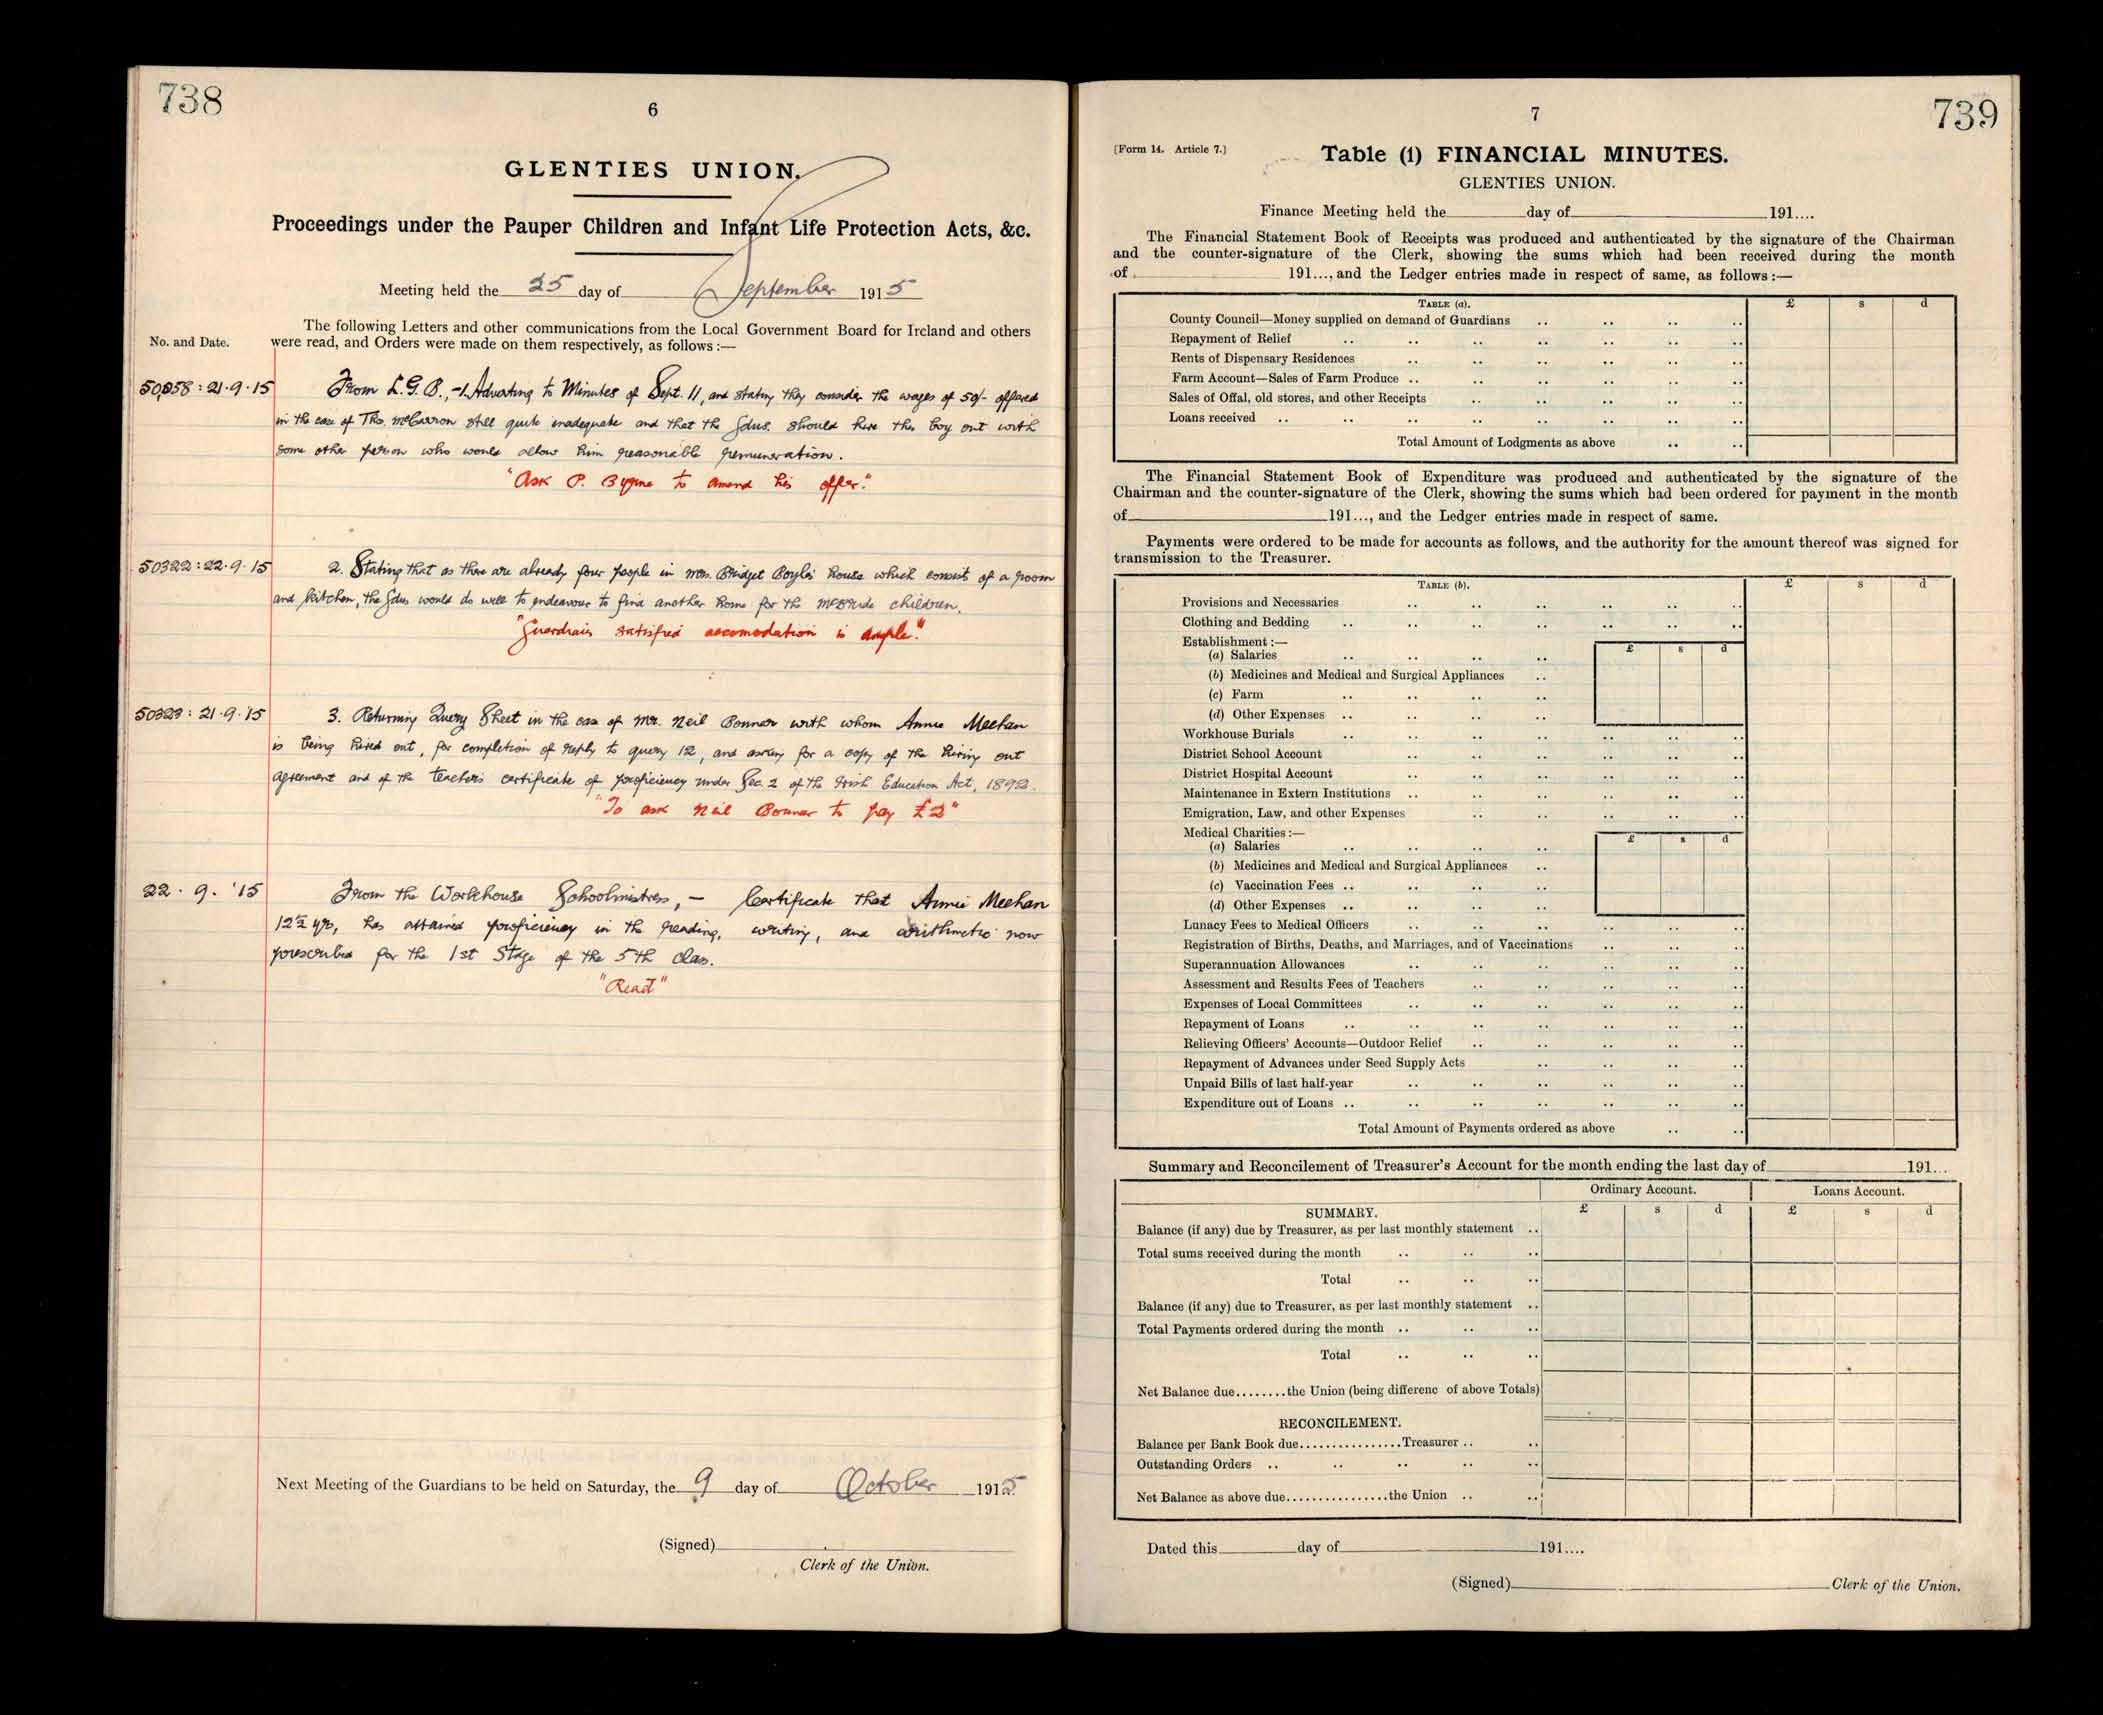 738
6
GLENTIES UNION.
Proceedings under the Pauper Children and Infant Life Protection Acts, &c.
Meeting held the 25 day of September 1915
The following Letters and other communications from the Local Government Board for Ireland and others
No. and Date. were read, and Orders were made on them respectively, as follows :—
21·9·15 From L.G.B., -1. Adverting to Minutes of Sept. 11, and stating they consider the wages of 50/- offered
in the case of Thos. McCarron still quite inadequate and that the Gdns. should hire this boy out with
some other person who would allow him reasonable remuneration.
"Ask P. Byrne to amend his offer."
50322 : 22·9·15 2. Stating that as there are already four people in Mrs. Bridget Boyle's house which consists of a room
and kitchen, the Gdns would do well to endeavour to find another home for the McBride children.
"Guardians satisfied accomodation is ample."
50323 : 21·9·15 3. Returning Query Sheet in the case of Mr. Neil Bonnar with whom Annie Meehan
is being hired out, for completion of reply to query 12, and asking for a copy of the hiring out
agreement and of the teachers certificate of proficiency under Sec. 2 of the Irish Education Act, 1892.
"To ask Neil Bonnar to pay £2"
22 · 9 · '15 From the Workhouse Schoolmistress, — Certificate that Annie Meehan
12½ yrs, has attained proficiency in the reading, writing, and arithmetic now
prescribed for the 1st Stage of the 5th class.
"Read"
Next Meeting of the Guardians to be held on Saturday, the 9 day of October 1915
(Signed)
Clerk of the Union.
739
7
[Form 14. Article 7.]
Table (1) FINANCIAL MINUTES.
GLENTIES UNION.
Finance Meeting held the day of 191....
The Financial Statement Book of Receipts was produced and authenticated by the signature of the Chairman
and the counter-signature of the Clerk, showing the sums which had been received during the month
of 191..., and the Ledger entries made in respect of same, as follows :—
TABLE (a). £ s d
County Council—Money supplied on demand of Guardians
Repayment of Relief
Rents of Dispensary Residences
Farm Account—Sales of Farm Produce
Sales of Offal, old stores, and other Receipts
Loans received
Total Amount of Lodgments as above
The Financial Statement Book of Expenditure was produced and authenticated by the signature of the
Chairman and the counter-signature of the Clerk, showing the sums which had been ordered for payment in the month
of 191..., and the Ledger entries made in respect of same.
Payments were ordered to be made for accounts as follows, and the authority for the amount thereof was signed for
transmission to the Treasurer.
TABLE (b). £ s d
Provisions and Necessaries
Clothing and Bedding
Establishment :—
£ s d
(a) Salaries
(b) Medicines and Medical and Surgical Appliances
(c) Farm
(d) Other Expenses
Workhouse Burials
District School Account
District Hospital Account
Maintenance in Extern Institutions
Emigration, Law, and other Expenses
Medical Charities :—
£ s d
(a) Salaries
(b) Medicines and Medical and Surgical Appliances
(c) Vaccination Fees
(d) Other Expenses
Lunacy Fees to Medical Officers
Registration of Births, Deaths, and Marriages, and of Vaccinations
Superannuation Allowances
Assessment and Results Fees of Teachers
Expenses of Local Committees
Repayment of Loans
Relieving Officers' Accounts—Outdoor Relief
Repayment of Advances under Seed Supply Acts
Unpaid Bills of last half-year
Expenditure out of Loans
Total Amount of Payments ordered as above
Summary and Reconcilement of Treasurer's Account for the month ending the last day of 191...
Ordinary Account. Loans Account.
SUMMARY. £ s d £ s d
Balance (if any) due by Treasurer, as per last monthly statement
Total sums received during the month
Total
Balance (if any) due to Treasurer, as per last monthly statement
Total Payments ordered during the month
Total
Net Balance due........the Union (being differenc of above Totals)
RECONCILEMENT.
Balance per Bank Book due................Treasurer
Outstanding Orders
Net Balance as above due................the Union
Dated this day of 191....
(Signed) Clerk of the Union.